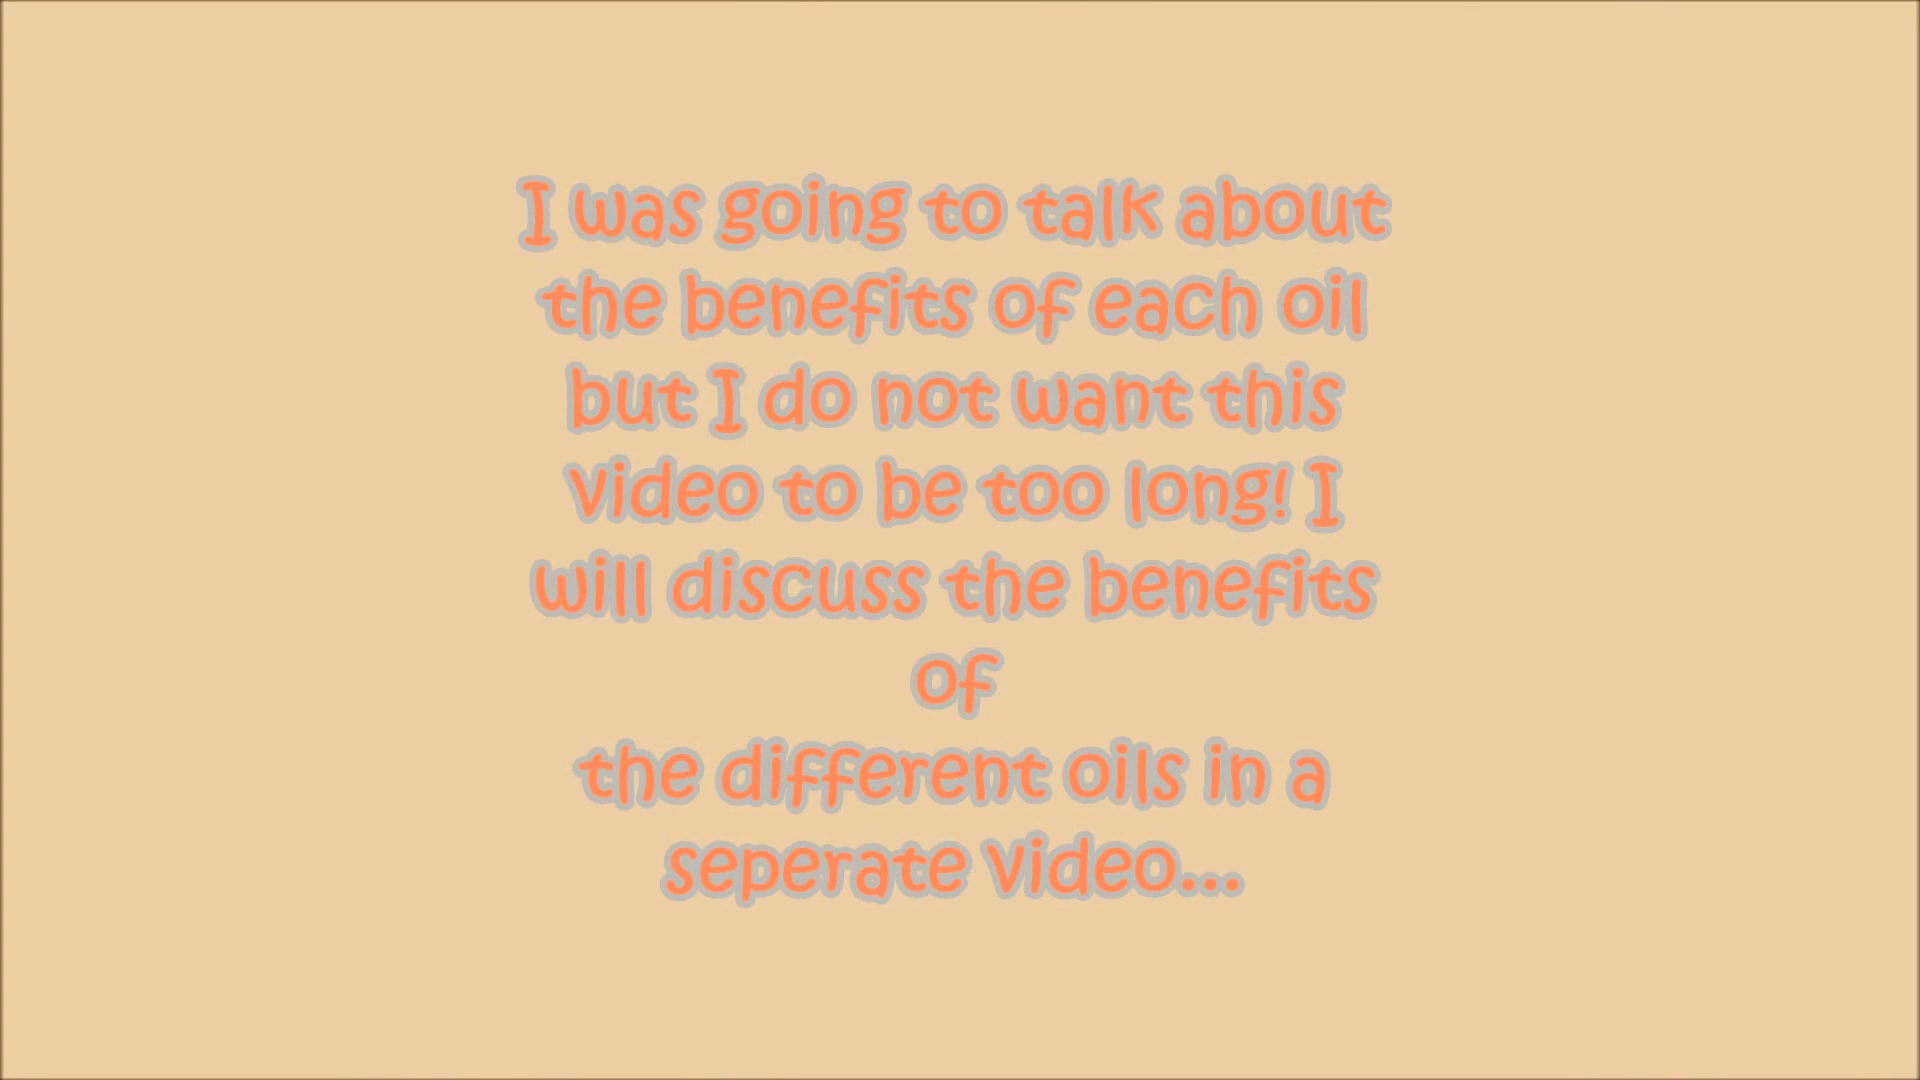 I was going to talk about
the benefits of each oil
but I do not want this
video to be too long! I
will discuss the benefits
of
the different oils in a
seperate video...